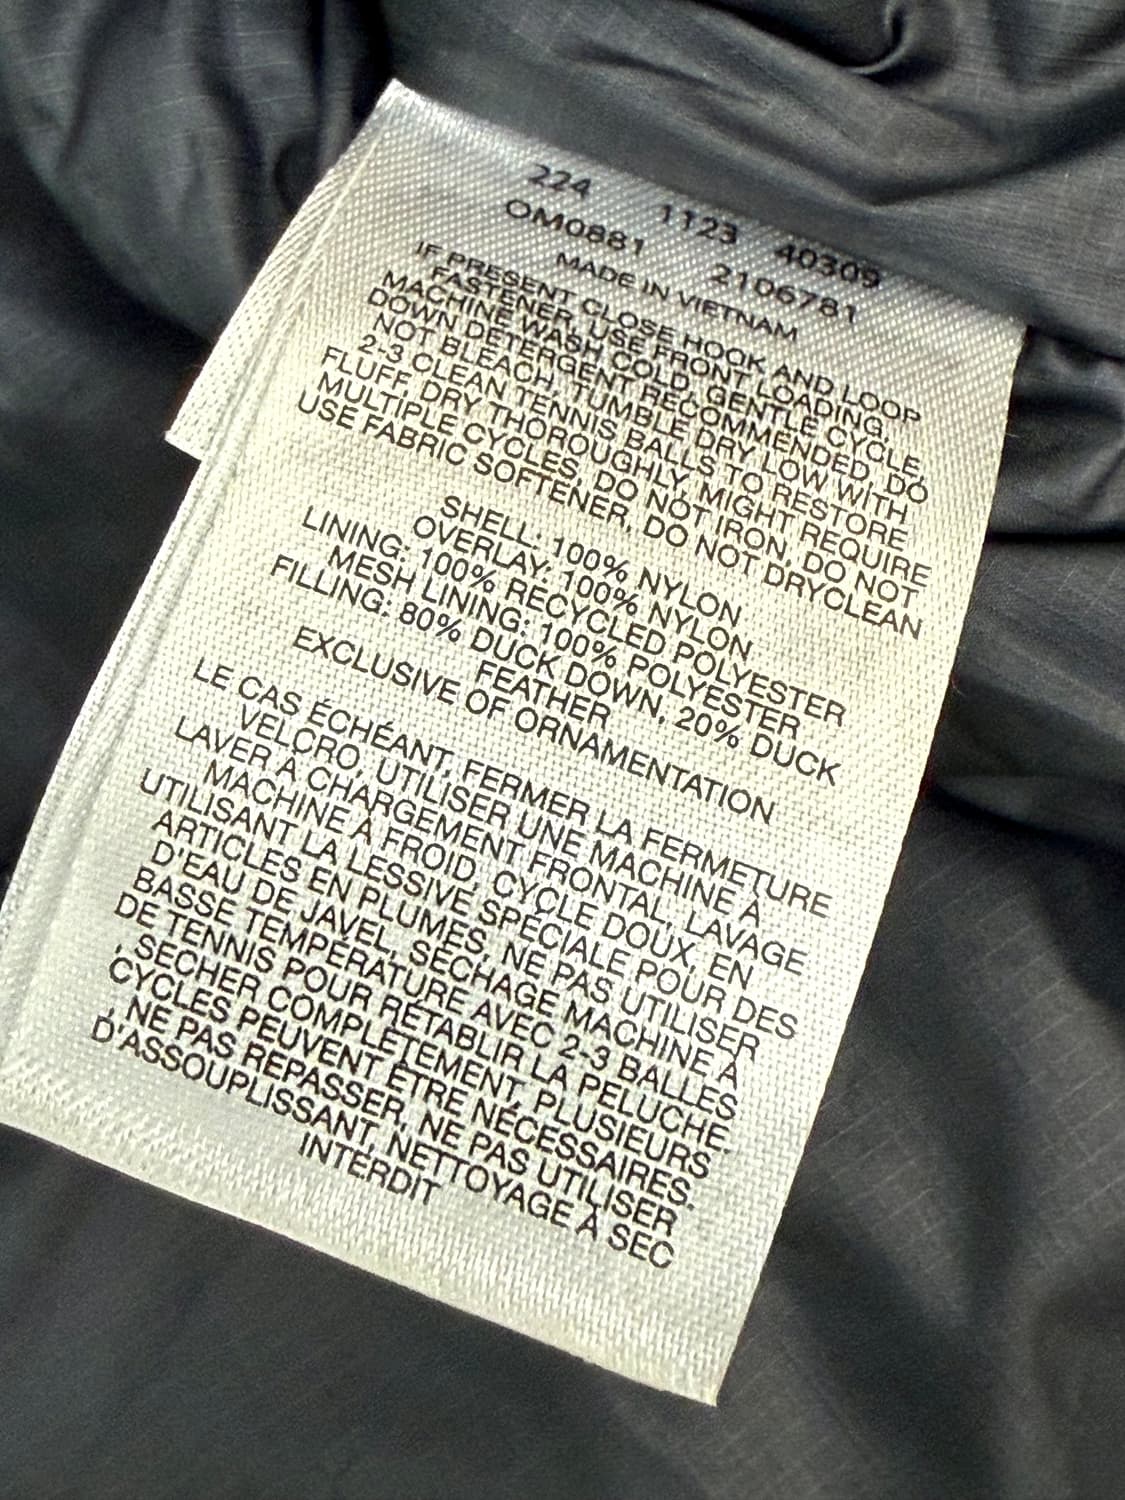 224 1123 40309
OM0881 2106781
MADE IN VIETNAM
IF PRESENT CLOSE HOOK AND LOOP
FASTENER, USE FRONT LOADING,
MACHINE WASH COLD, GENTLE CYCLE,
DOWN DETERGENT RECOMMENDED, DO
NOT BLEACH, TUMBLE DRY LOW WITH
2-3 CLEAN TENNIS BALLS TO RESTORE
FLUFF, DRY THOROUGHLY, MIGHT REQUIRE
MULTIPLE CYCLES, DO NOT IRON, DO NOT
USE FABRIC SOFTENER, DO NOT DRYCLEAN
SHELL: 100% NYLON
OVERLAY: 100% NYLON
LINING: 100% RECYCLED POLYESTER
MESH LINING: 100% POLYESTER
FILLING: 80% DUCK DOWN, 20% DUCK
FEATHER
EXCLUSIVE OF ORNAMENTATION
LE CAS ÉCHÉANT, FERMER LA FERMETURE
VELCRO, UTILISER UNE MACHINE À
LAVER À CHARGEMENT FRONTAL, LAVAGE
MACHINE À FROID, CYCLE DOUX, EN
UTILISANT LA LESSIVE SPÉCIALE POUR DES
ARTICLES EN PLUMES, NE PAS UTILISER
D'EAU DE JAVEL, SÉCHAGE MACHINE À
BASSE TEMPÉRATURE AVEC 2-3 BALLES
DE TENNIS POUR RÉTABLIR LA PELUCHE
, SÉCHER COMPLÈTEMENT, PLUSIEURS
CYCLES PEUVENT ÊTRE NÉCESSAIRES.
, NE PAS REPASSER, NE PAS UTILISER
D'ASSOUPLISSANT, NETTOYAGE À SEC
INTERDIT